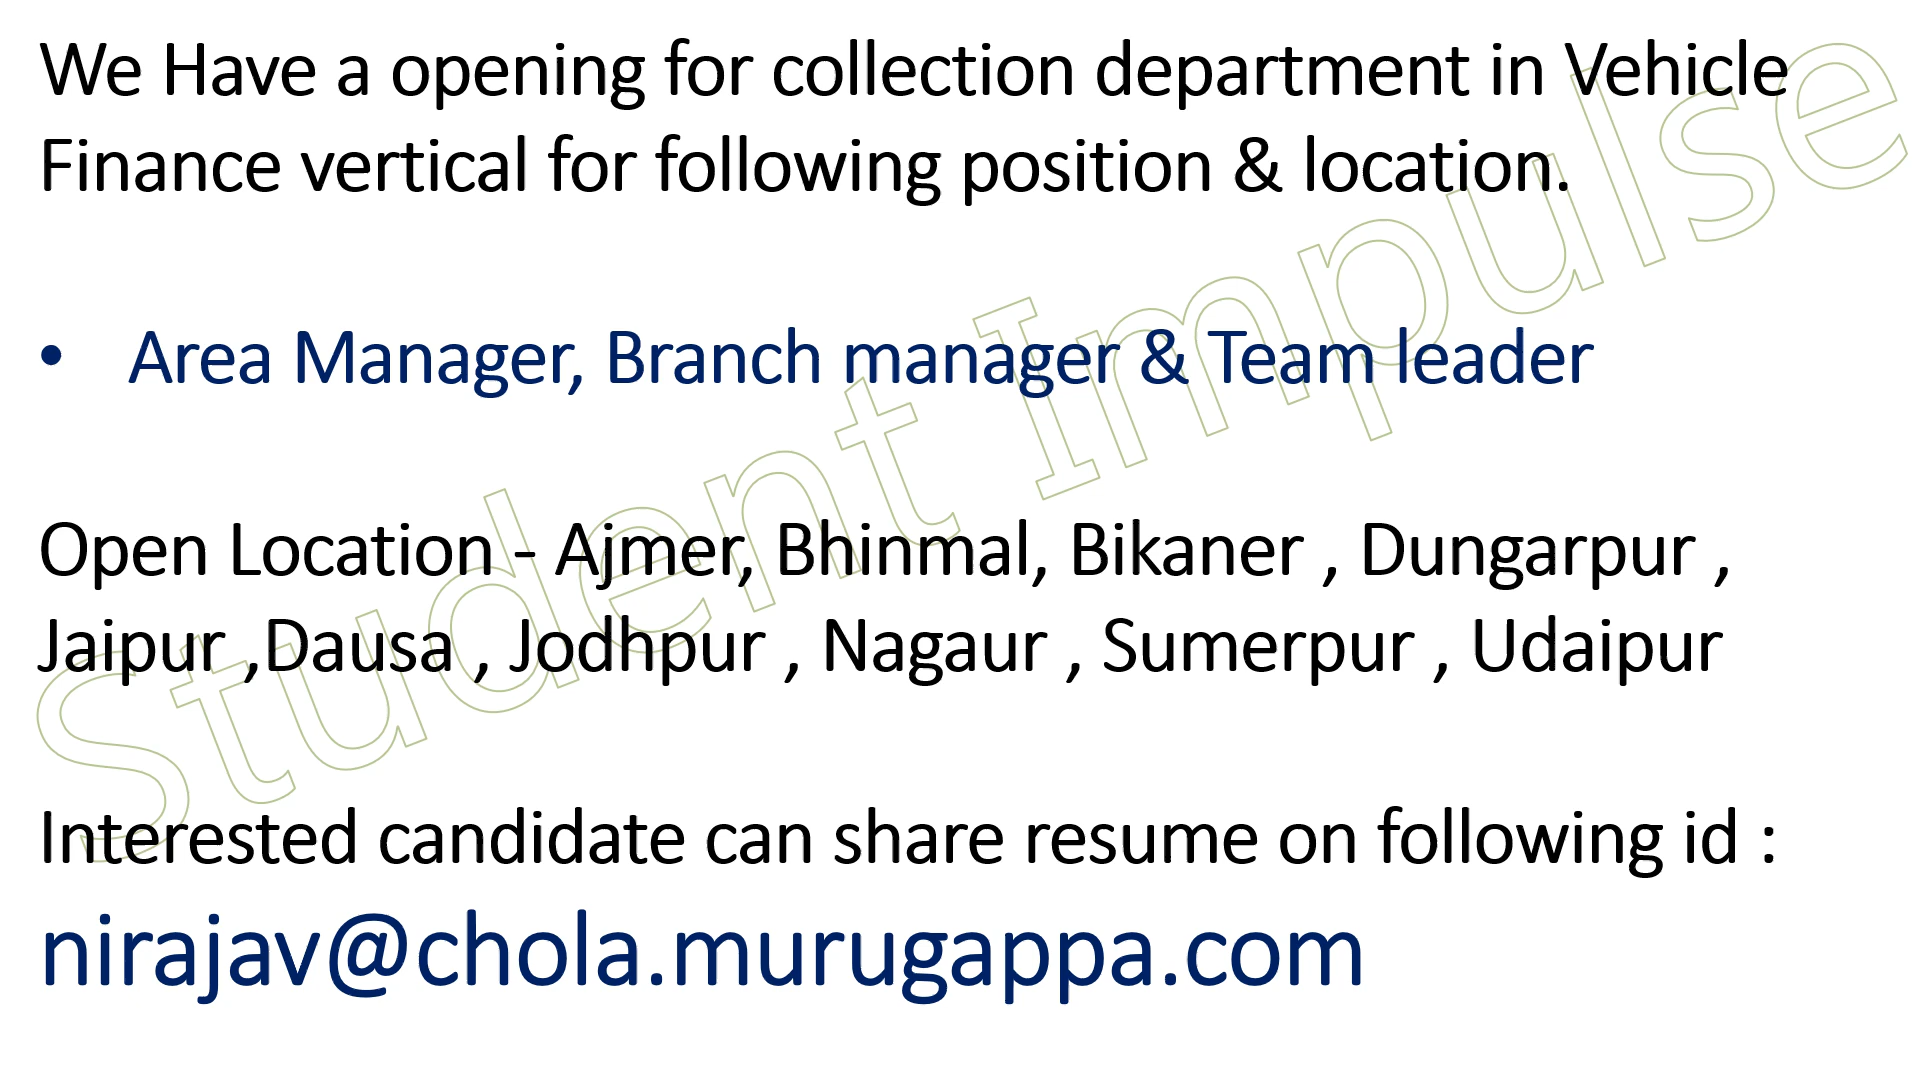 We Have a opening for collection department in Vehicle
Finance vertical for following position & location.
• Area Manager, Branch manager & Team leader
Open Location - Ajmer, Bhinmal, Bikaner , Dungarpur ,
Jaipur ,Dausa , Jodhpur , Nagaur , Sumerpur , Udaipur
Interested candidate can share resume on following id :
nirajav@chola.murugappa.com
Student Impulse